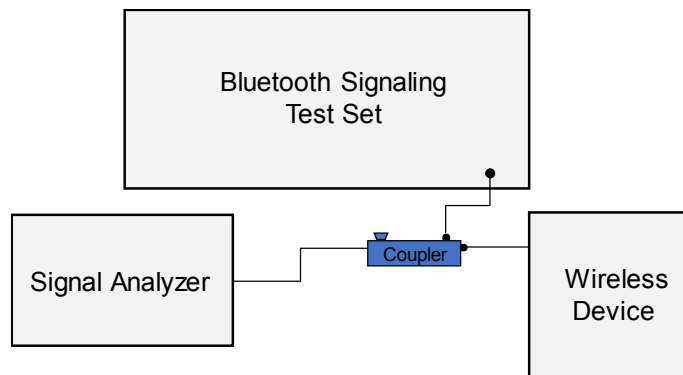 Bluetooth Signaling
Test Set
Coupler
Signal Analyzer
Wireless
Device